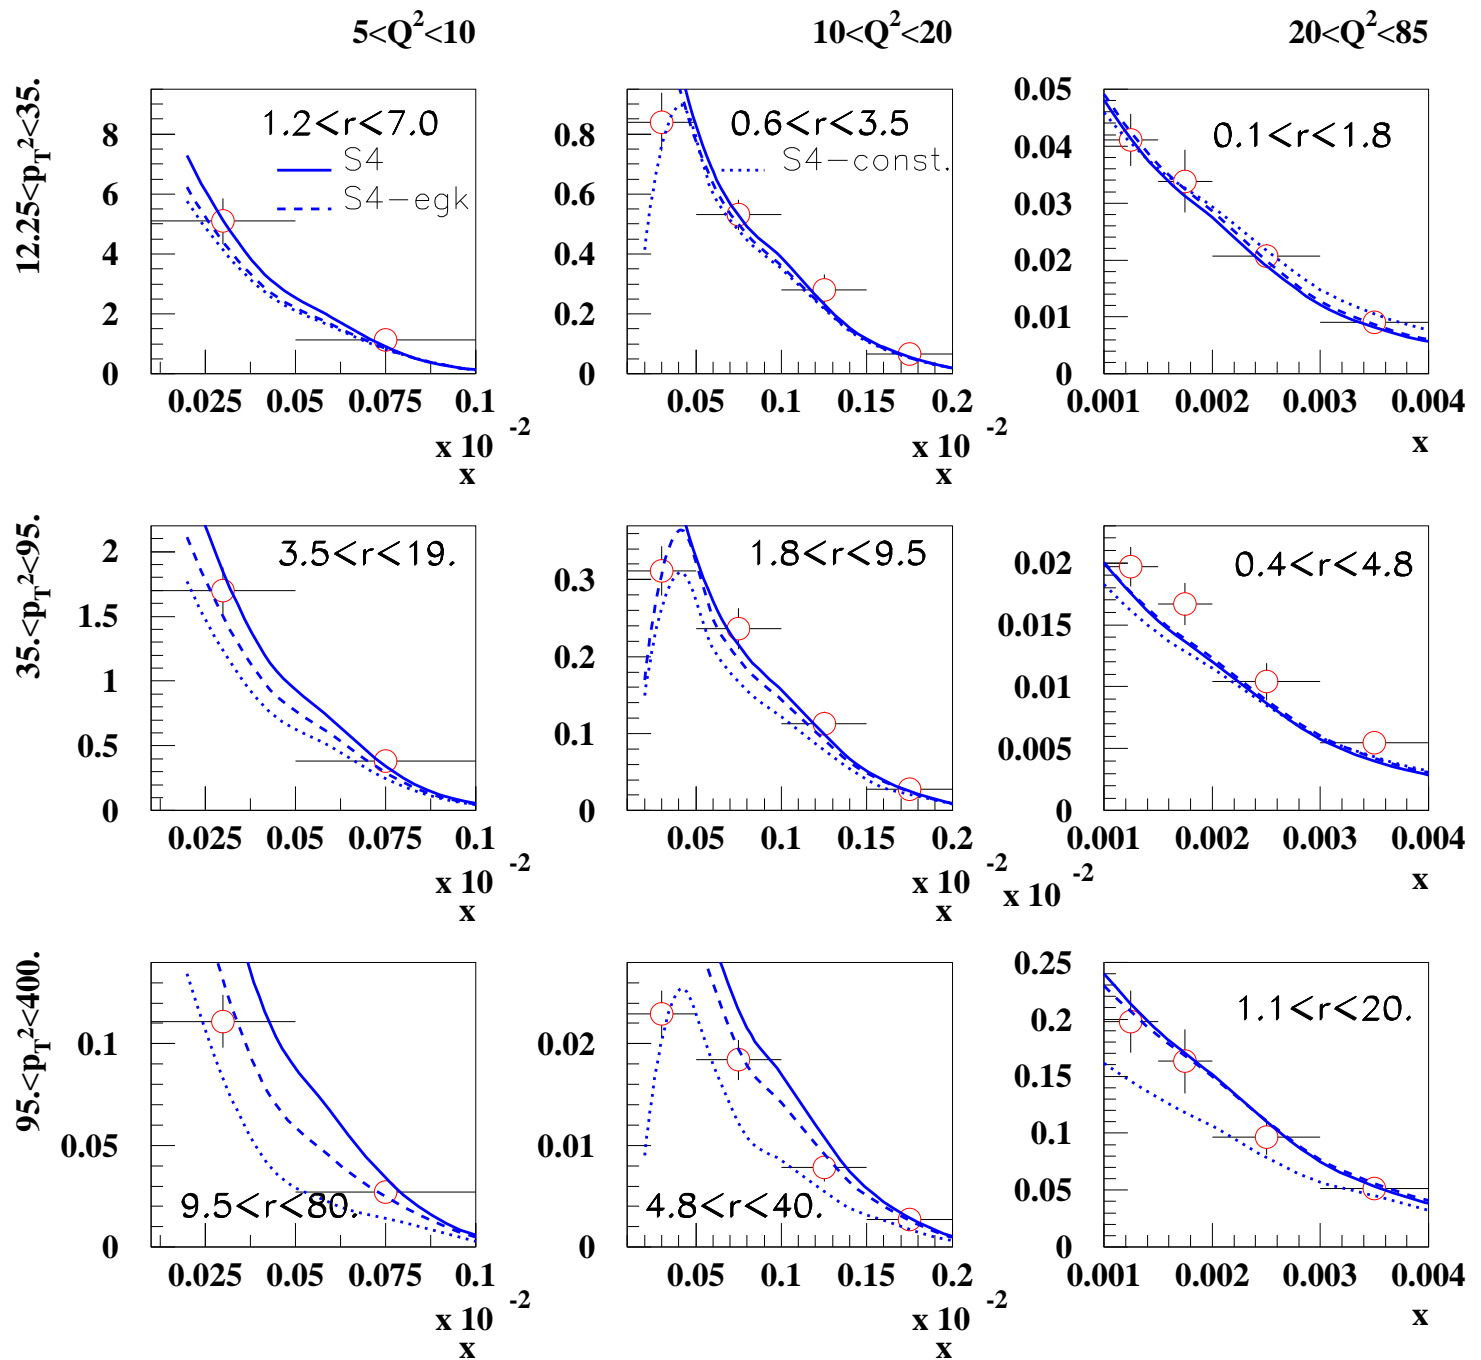 5<Q²<10 10<Q²<20 20<Q²<85
12.25<p_T²<35.
1.2<r<7.0
S4
S4-egk
8
6
4
2
0
0.025 0.05 0.075 0.1
x 10 -2
x
0.6<r<3.5
S4-const.
0.8
0.6
0.4
0.2
0
0.05 0.1 0.15 0.2
x 10 -2
x
0.1<r<1.8
0.05
0.04
0.03
0.02
0.01
0
0.001 0.002 0.003 0.004
x
35.<p_T²<95.
3.5<r<19.
2
1.5
1
0.5
0
0.025 0.05 0.075 0.1
x 10 -2
x
1.8<r<9.5
0.3
0.2
0.1
0
0.05 0.1 0.15 0.2
x 10 -2
x
0.4<r<4.8
0.02
0.015
0.01
0.005
0
0.001 0.002 0.003 0.004
x
x 10 -2
95.<p_T²<400.
9.5<r<80.
0.1
0.05
0
0.025 0.05 0.075 0.1
x 10 -2
x
4.8<r<40.
0.02
0.01
0
0.05 0.1 0.15 0.2
x 10 -2
x
1.1<r<20.
0.25
0.2
0.15
0.1
0.05
0
0.001 0.002 0.003 0.004
x